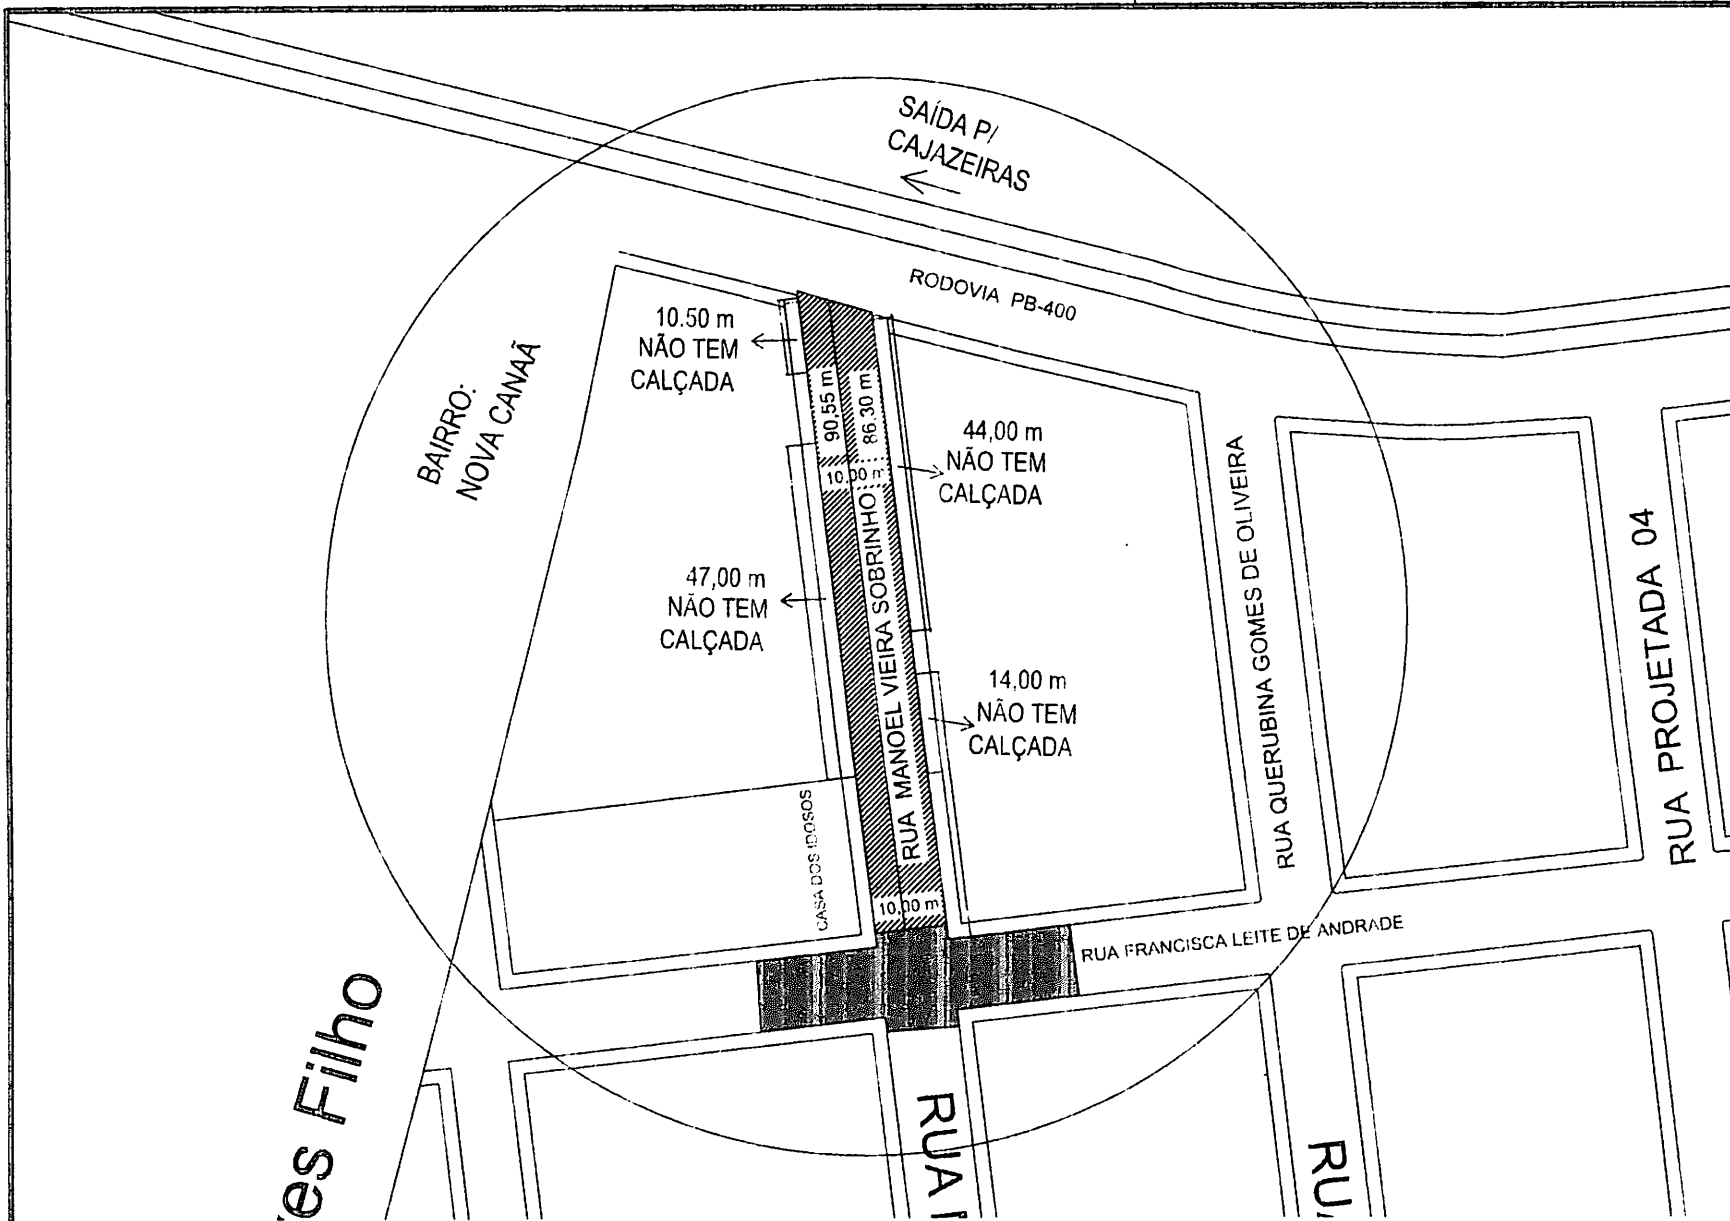 SAÍDA P/
CAJAZEIRAS
RODOVIA PB-400
10.50 m
NÃO TEM
CALÇADA
BAIRRO:
NOVA CANAÃ
90,55 m
86,30 m
10,00 m
44,00 m
NÃO TEM
CALÇADA
47,00 m
NÃO TEM
CALÇADA
RUA MANOEL VIEIRA SOBRINHO
14,00 m
NÃO TEM
CALÇADA
RUA QUERUBINA GOMES DE OLIVEIRA
RUA PROJETADA 04
CASA DOS IDOSOS
10,00 m
RUA FRANCISCA LEITE DE ANDRADE
es Filho
RUA
RU